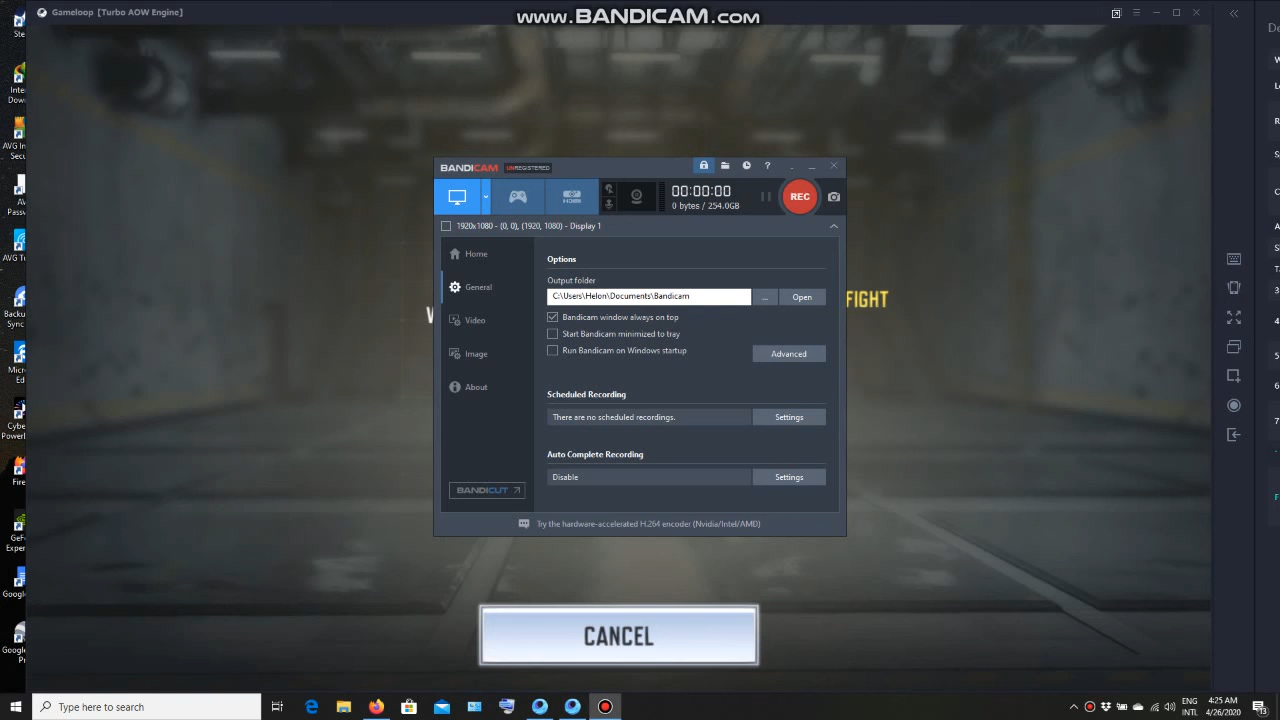 Gameloop [Turbo AOW Engine]
www.BANDICAM.com
BANDICAM UNREGISTERED
00:00:00
0 bytes / 254.0GB
REC
HDMI
1920x1080 - (0, 0), (1920, 1080) - Display 1
Home
General
Video
Image
About
BANDICUT
Options
Output folder
C:\Users\Helon\Documents\Bandicam
...
Open
Bandicam window always on top
Start Bandicam minimized to tray
Run Bandicam on Windows startup
Advanced
Scheduled Recording
There are no scheduled recordings.
Settings
Auto Complete Recording
Disable
Settings
Try the hardware-accelerated H.264 encoder (Nvidia/Intel/AMD)
FIGHT
CANCEL
Type here to search
ENG
INTL
4:25 AM
4/26/2020